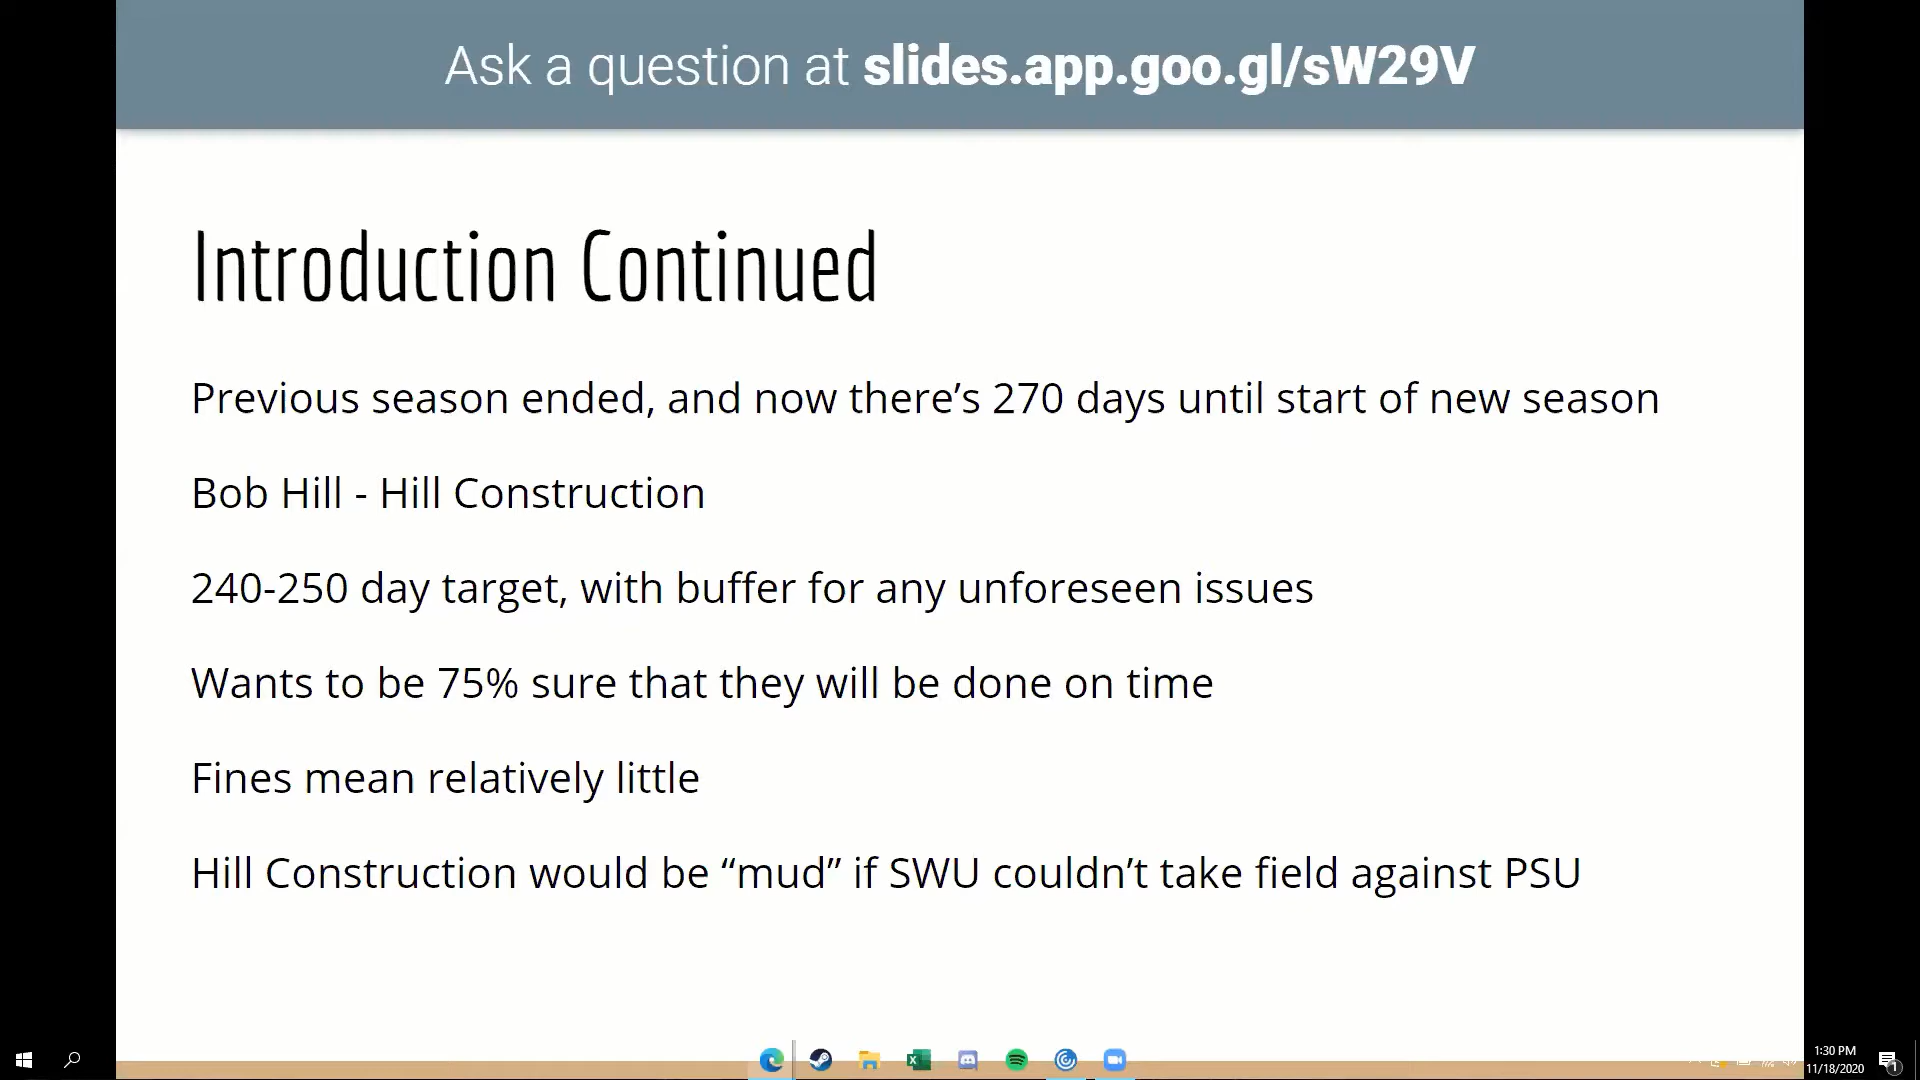 Ask a question at slides.app.goo.gl/sW29V
Introduction Continued
Previous season ended, and now there’s 270 days until start of new season
Bob Hill - Hill Construction
240-250 day target, with buffer for any unforeseen issues
Wants to be 75% sure that they will be done on time
Fines mean relatively little
Hill Construction would be “mud” if SWU couldn’t take field against PSU
1:30 PM
11/18/2020
1